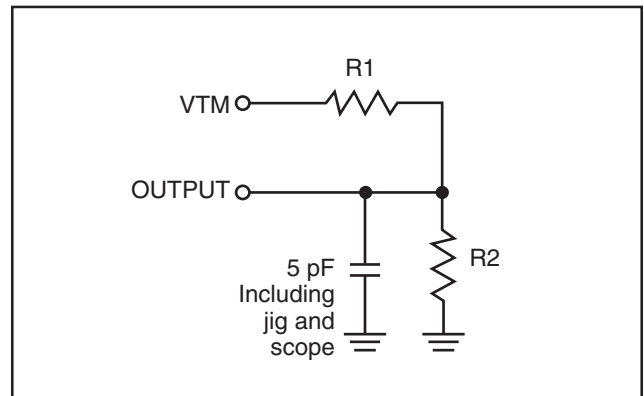 R1
VTM
OUTPUT
R2
5 pF
Including
jig and
scope